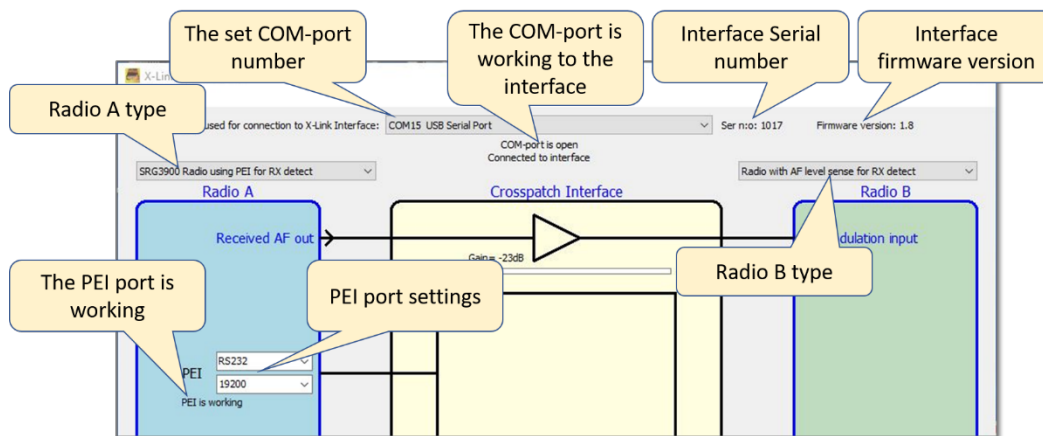 The set COM-port
number
The COM-port is
working to the
interface
Interface Serial
number
Interface
firmware version
X-Lin
Radio A type
used for connection to X-Link Interface:
COM15 USB Serial Port
Ser n:o: 1017
Firmware version: 1.8
COM-port is open
Connected to interface
SRG3900 Radio using PEI for RX detect
Radio with AF level sense for RX detect
Radio A
Crosspatch Interface
Radio B
Received AF out
dulation input
Gain= -23dB
The PEI port is
working
PEI port settings
Radio B type
PEI
RS232
19200
PEI is working